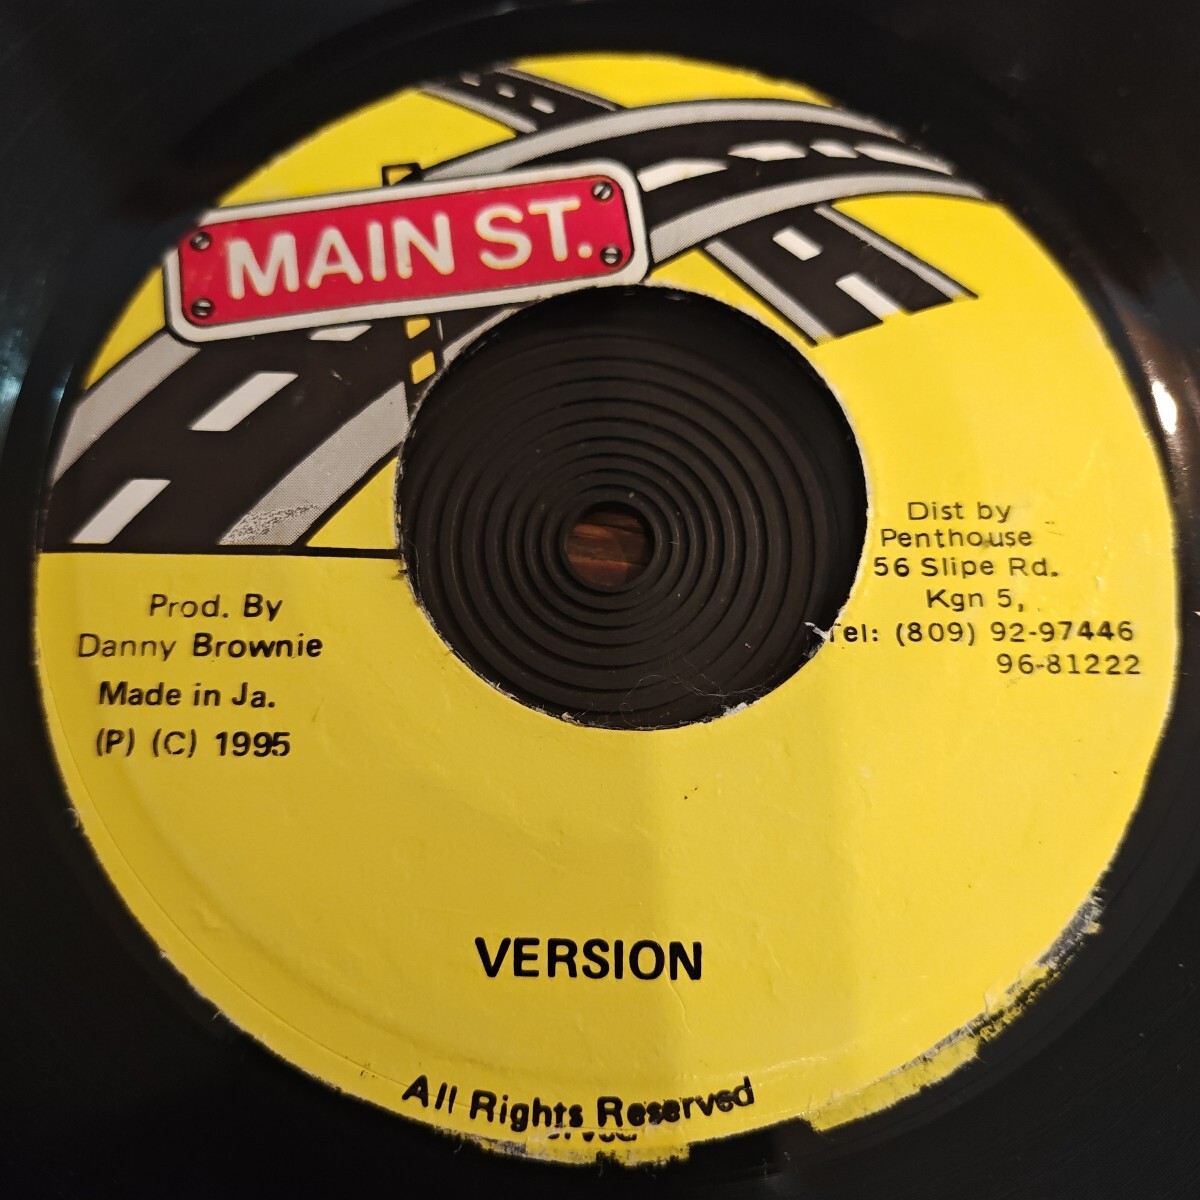 MAIN ST.
Prod. By
Danny Brownie
Made in Ja.
(P) (C) 1995
Dist by
Penthouse
56 Slipe Rd.
Kgn 5,
Tel: (809) 92-97446
96-81222
VERSION
All Rights Reserved